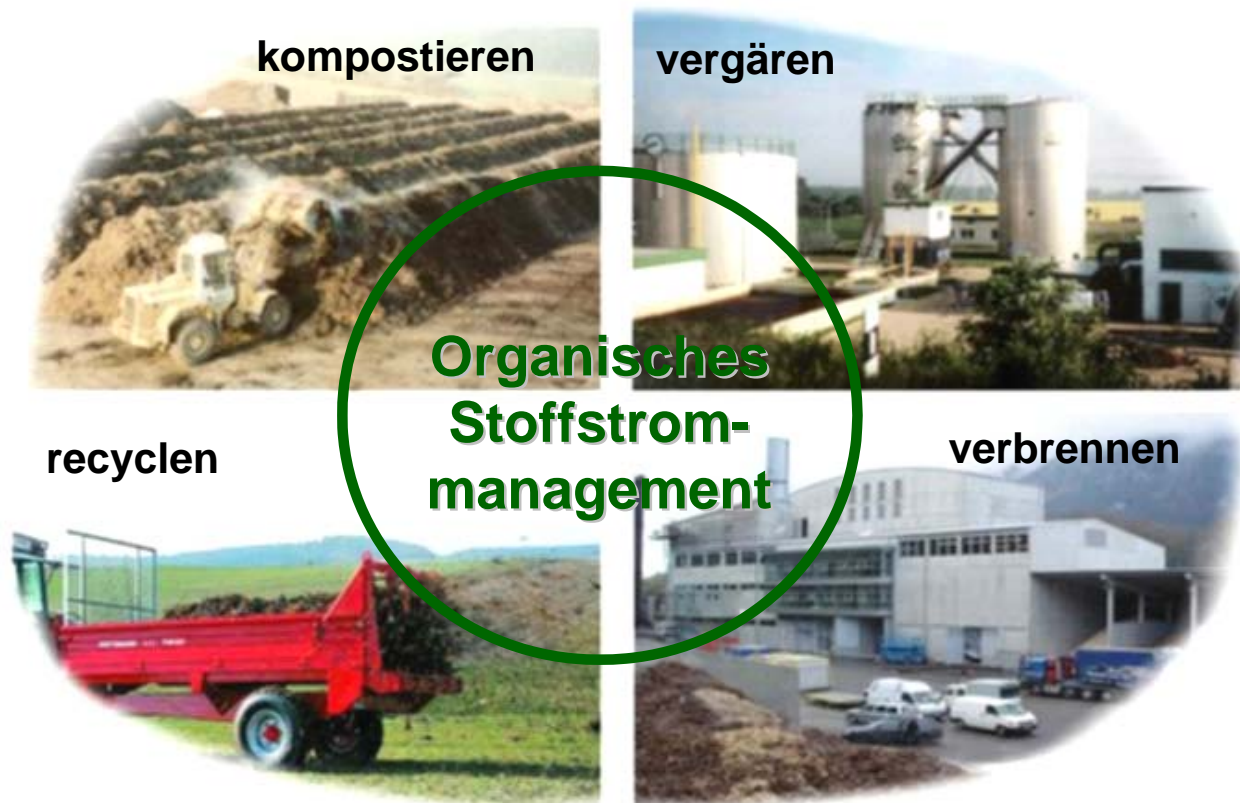 kompostieren
vergären
Organisches
Stoffstrom-
management
recyclen
verbrennen